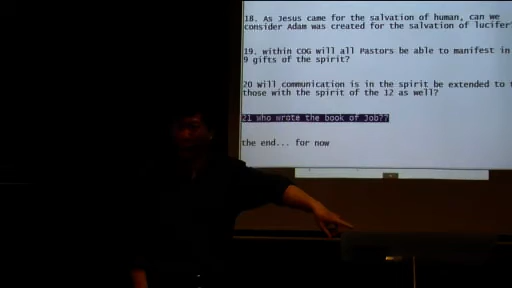 18. As Jesus came for the salvation of human, can we
consider Adam was created for the salvation of lucifer
19. within COG will all Pastors be able to manifest in
9 gifts of the spirit?
20 will communication is in the spirit be extended to
those with the spirit of the 12 as well?
21 who wrote the book of Job??
the end... for now